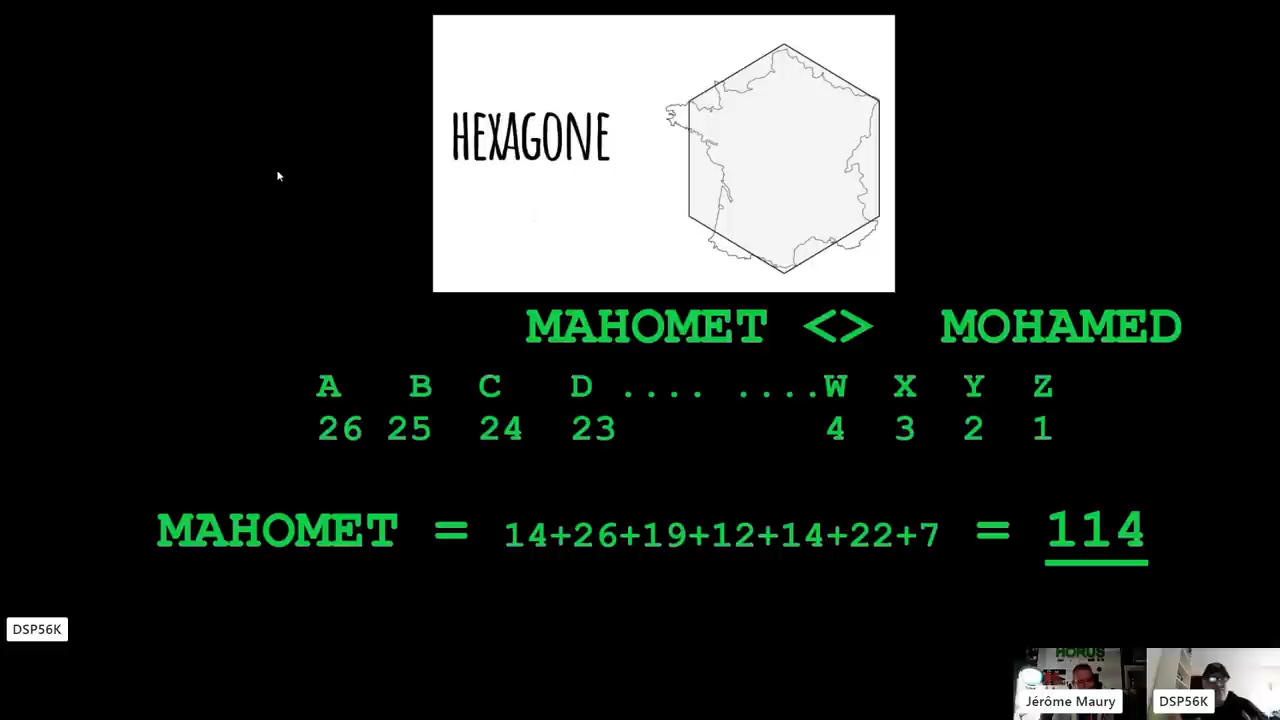 HEXAGONE
MAHOMET <> MOHAMED
A B C D .... ....W X Y Z
26 25 24 23 4 3 2 1
MAHOMET = 14+26+19+12+14+22+7 = 114
DSP56K
HORUS
Jérôme Maury
DSP56K